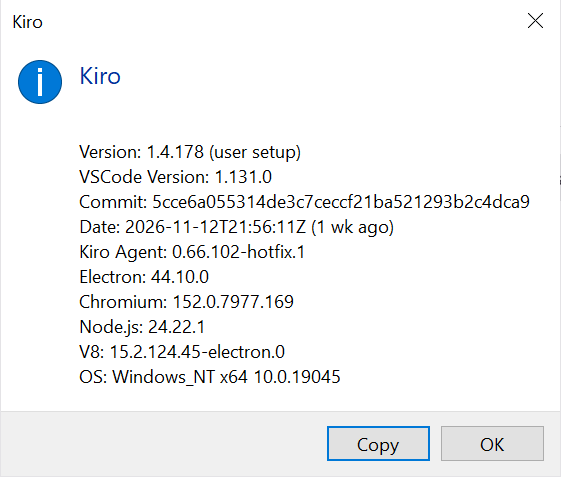 Kiro
Kiro
Version: 1.4.178 (user setup)
VSCode Version: 1.131.0
Commit: 5cce6a055314de3c7ceccf21ba521293b2c4dca9
Date: 2026-11-12T21:56:11Z (1 wk ago)
Kiro Agent: 0.66.102-hotfix.1
Electron: 44.10.0
Chromium: 152.0.7977.169
Node.js: 24.22.1
V8: 15.2.124.45-electron.0
OS: Windows_NT x64 10.0.19045
Copy
OK